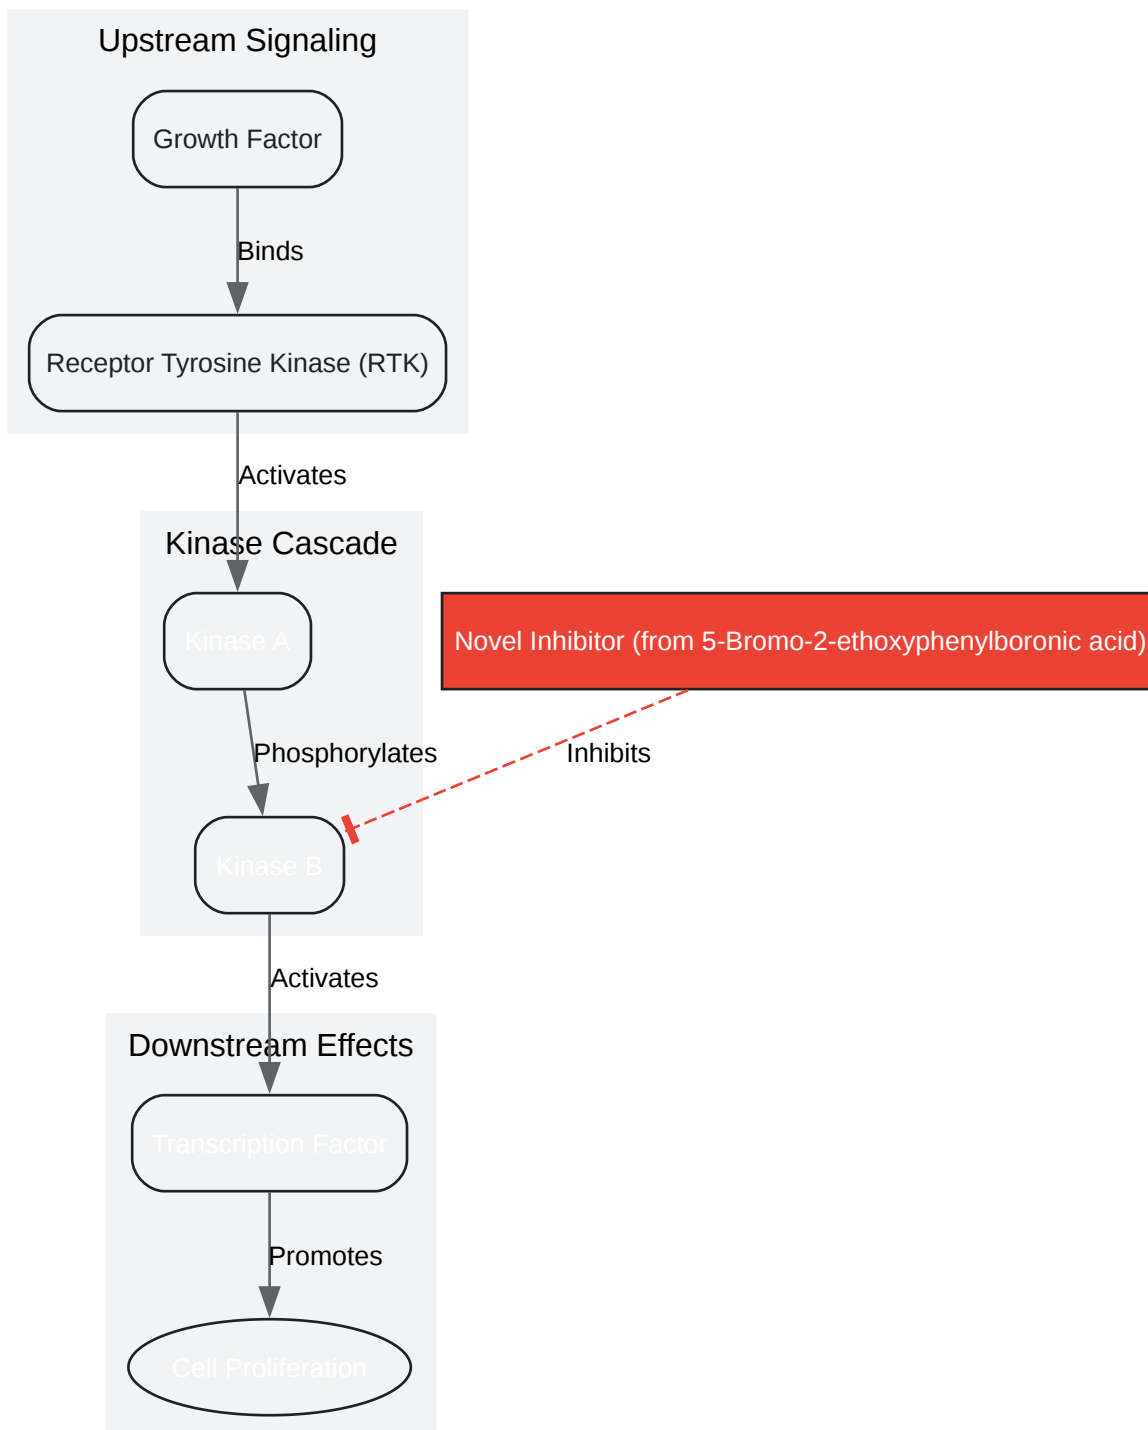 Upstream Signaling
Growth Factor
Binds
Receptor Tyrosine Kinase (RTK)
Activates
Kinase Cascade
Kinase A
Novel Inhibitor (from 5-Bromo-2-ethoxyphenylboronic acid)
Phosphorylates
Inhibits
Kinase B
Activates
Downstream Effects
Transcription Factor
Promotes
Cell Proliferation